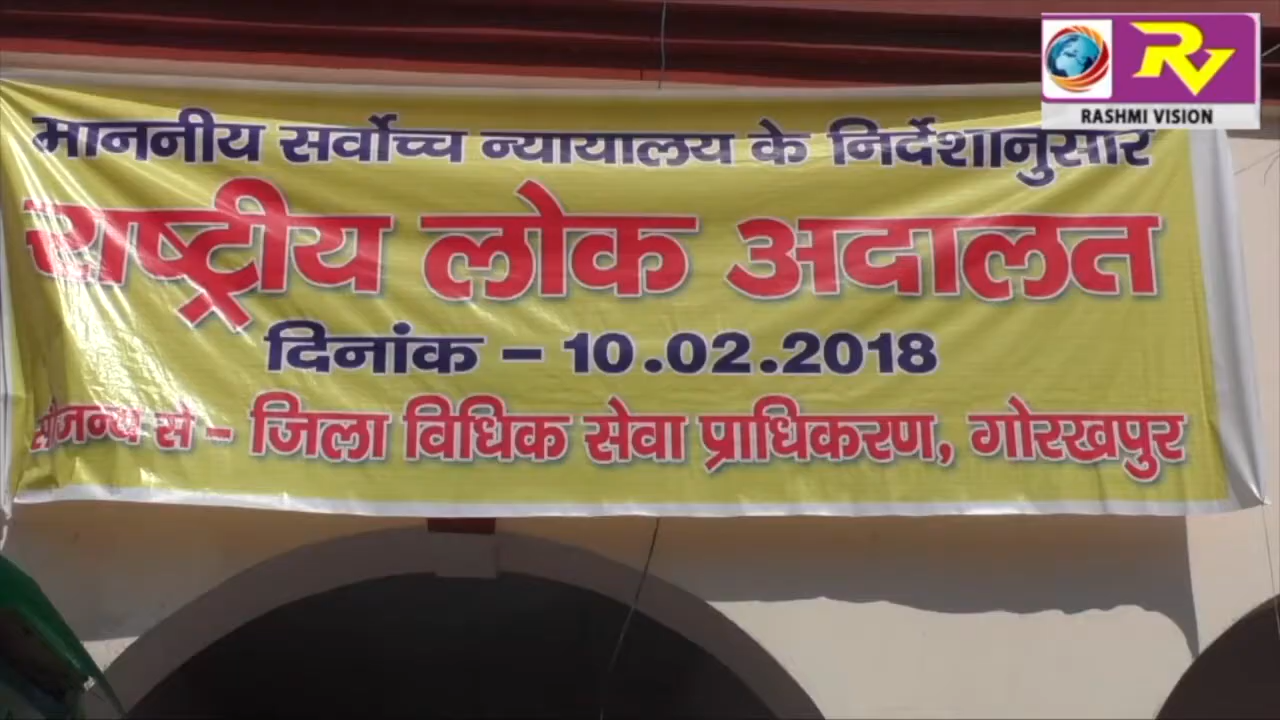 RV
RASHMI VISION
माननीय सर्वोच्च न्यायालय के निर्देशानुसार
राष्ट्रीय लोक अदालत
दिनांक – 10.02.2018
सौजन्य से – जिला विधिक सेवा प्राधिकरण, गोरखपुर